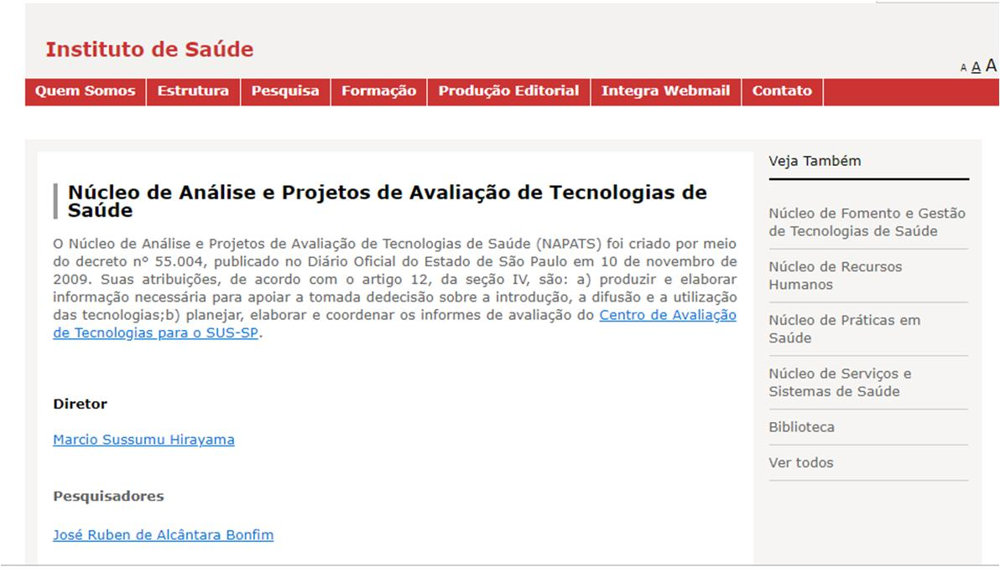 Instituto de Saúde
A A A
Quem Somos Estrutura Pesquisa Formação Produção Editorial Integra Webmail Contato
Núcleo de Análise e Projetos de Avaliação de Tecnologias de
Saúde
O Núcleo de Análise e Projetos de Avaliação de Tecnologias de Saúde (NAPATS) foi criado por meio
do decreto nº 55.004, publicado no Diário Oficial do Estado de São Paulo em 10 de novembro de
2009. Suas atribuições, de acordo com o artigo 12, da seção IV, são: a) produzir e elaborar
informação necessária para apoiar a tomada dedecisão sobre a introdução, a difusão e a utilização
das tecnologias;b) planejar, elaborar e coordenar os informes de avaliação do Centro de Avaliação
de Tecnologias para o SUS-SP.
Diretor
Marcio Sussumu Hirayama
Pesquisadores
José Ruben de Alcântara Bonfim
Veja Também
Núcleo de Fomento e Gestão
de Tecnologias de Saúde
Núcleo de Recursos
Humanos
Núcleo de Práticas em
Saúde
Núcleo de Serviços e
Sistemas de Saúde
Biblioteca
Ver todos